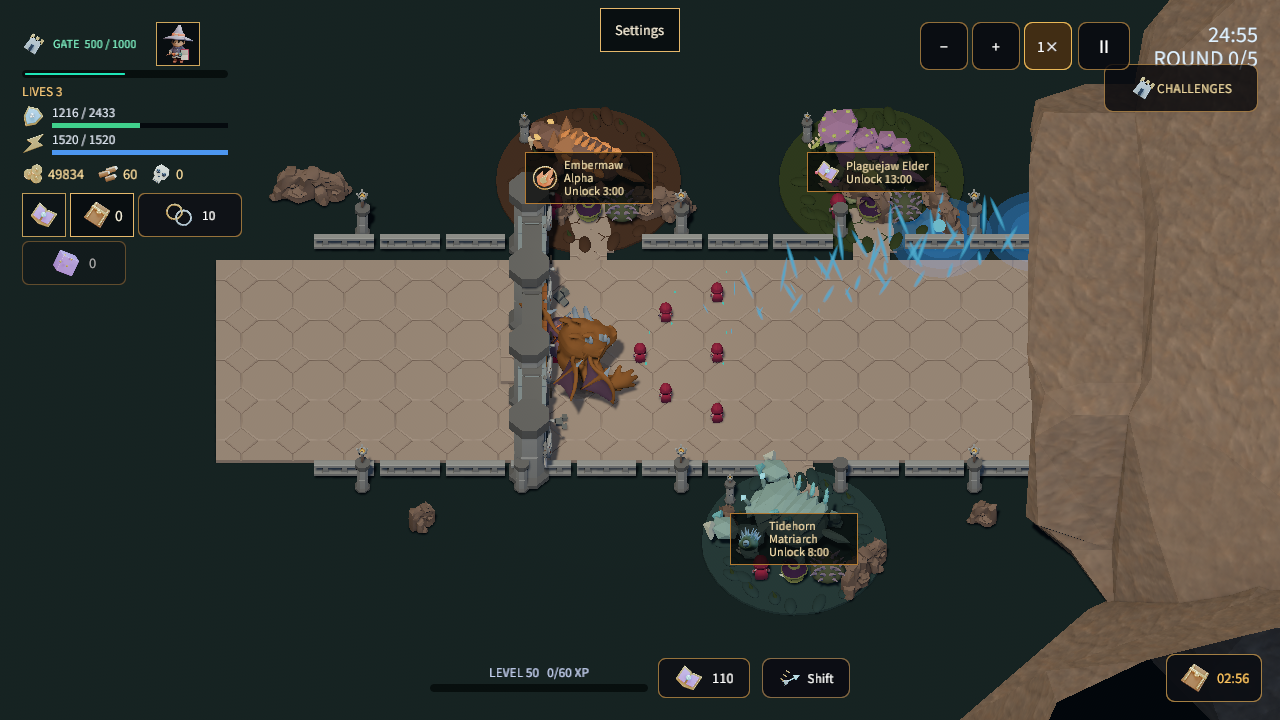 GATE 500 / 1000
Settings
−
+
1×
24:55
ROUND 0/5
CHALLENGES
LIVES 3
1216 / 2433
1520 / 1520
49834
60
0
0
10
0
Embermaw
Alpha
Unlock 3:00
Plaguejaw Elder
Unlock 13:00
Tidehorn
Matriarch
Unlock 8:00
LEVEL 50 0/60 XP
110
Shift
02:56